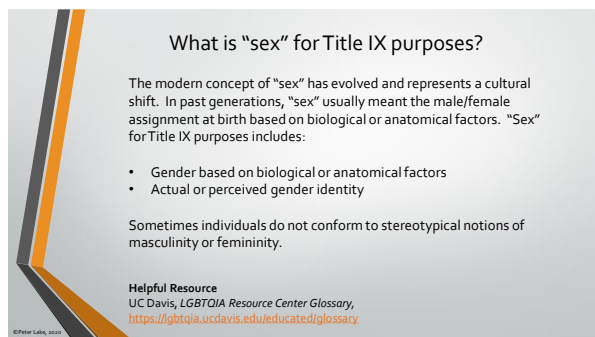 What is “sex” for Title IX purposes?
The modern concept of “sex” has evolved and represents a cultural
shift. In past generations, “sex” usually meant the male/female
assignment at birth based on biological or anatomical factors. “Sex”
for Title IX purposes includes:
• Gender based on biological or anatomical factors
• Actual or perceived gender identity
Sometimes individuals do not conform to stereotypical notions of
masculinity or femininity.
Helpful Resource
UC Davis, LGBTQIA Resource Center Glossary,
https://lgbtqia.ucdavis.edu/educated/glossary
©Peter Lake, 2020